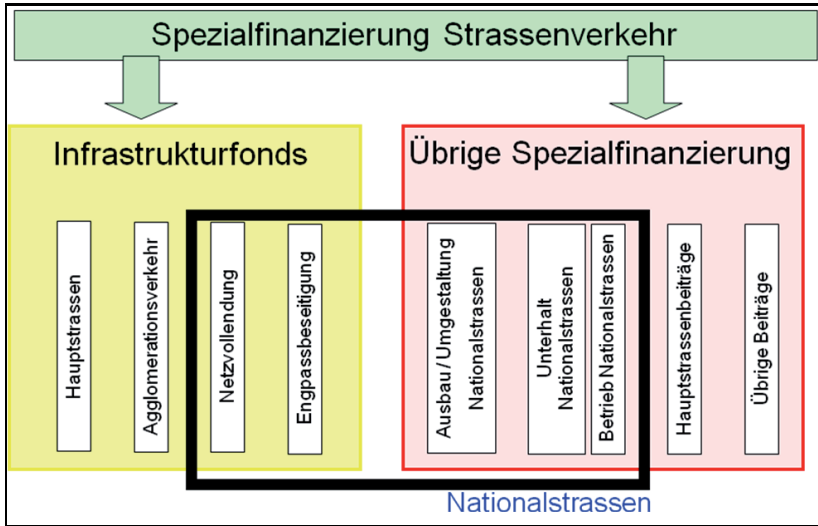 Spezialfinanzierung Strassenverkehr
Infrastrukturfonds
Hauptstrassen
Agglomerationsverkehr
Netzvollendung
Engpassbeseitigung
Übrige Spezialfinanzierung
Ausbau / Umgestaltung
Nationalstrassen
Unterhalt
Nationalstrassen
Betrieb Nationalstrassen
Hauptstrassenbeiträge
Übrige Beiträge
Nationalstrassen